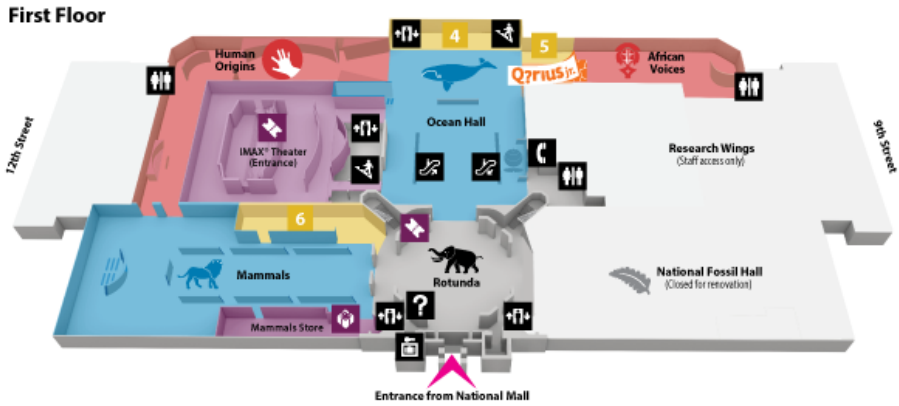 First Floor
4
5
Human
Origins
Q?rius jr.
African
Voices
12th Street
9th Street
Ocean Hall
IMAX® Theater
(Entrance)
Research Wings
(Staff access only)
6
Mammals
Rotunda
National Fossil Hall
(Closed for renovation)
?
Mammals Store
Entrance from National Mall